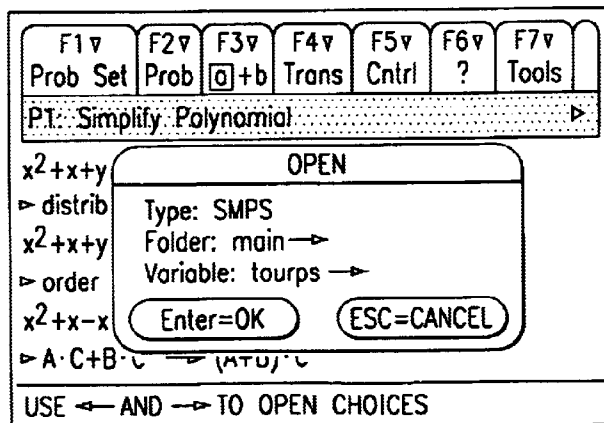 F1▽ F2▽ F3▽ F4▽ F5▽ F6▽ F7▽
Prob Set Prob a+b Trans Cntrl ? Tools
P1: Simplify Polynomial ▷
x²+x+y
OPEN
▷ distrib
Type: SMPS
x²+x+y
Folder: main→
▷ order
Variable: tourps →
x²+x−x
Enter=OK ESC=CANCEL
▷ A·C+B·C → (A+B)·C
USE ← AND → TO OPEN CHOICES